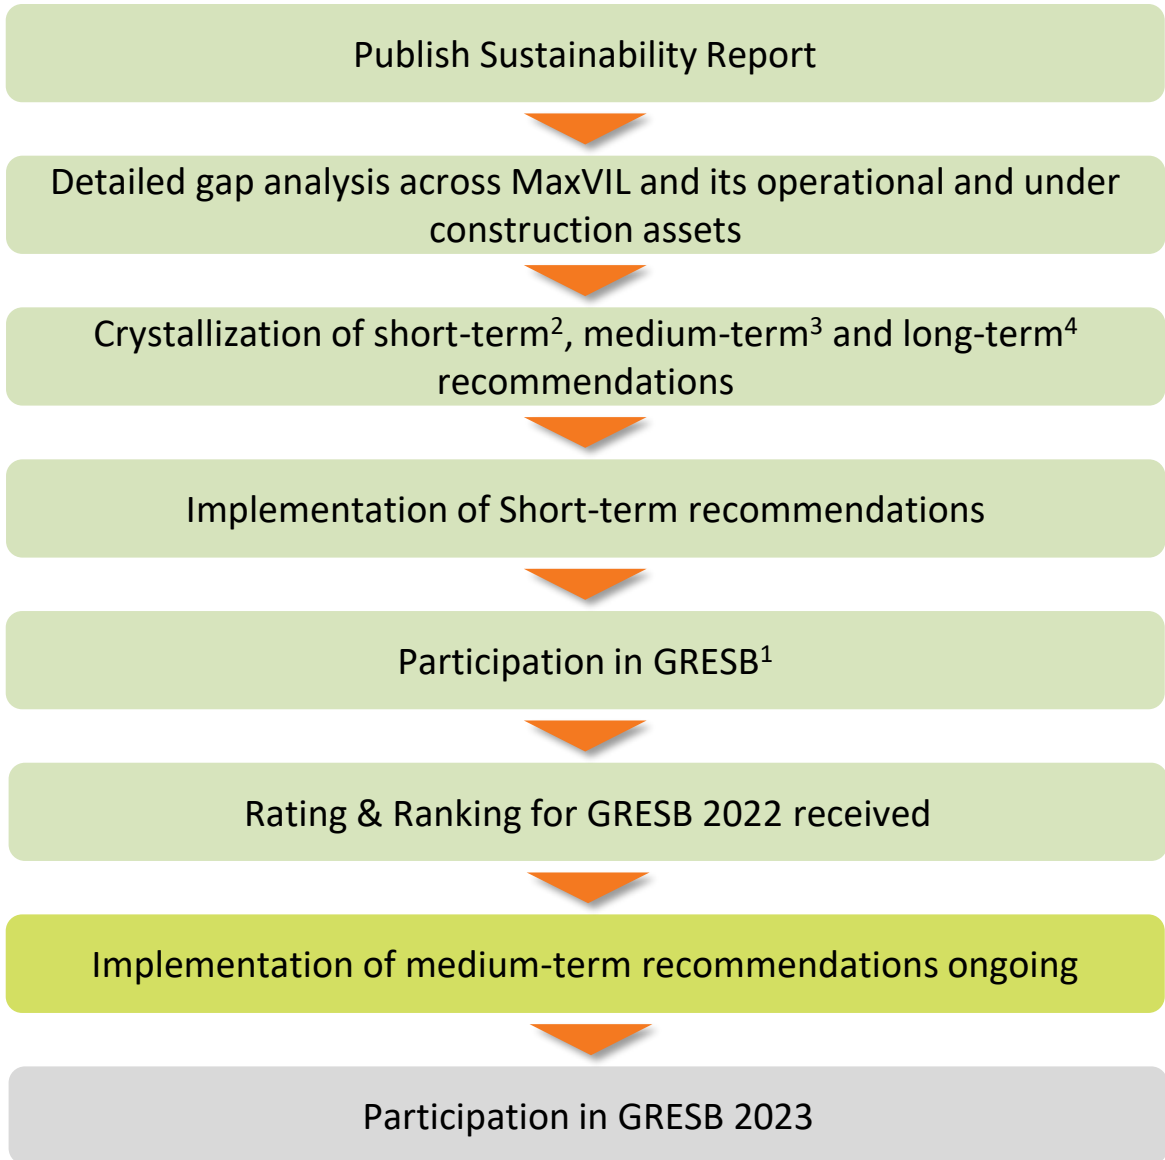 Publish Sustainability Report
Detailed gap analysis across MaxVIL and its operational and under
construction assets
Crystallization of short-term², medium-term³ and long-term⁴
recommendations
Implementation of Short-term recommendations
Participation in GRESB¹
Rating & Ranking for GRESB 2022 received
Implementation of medium-term recommendations ongoing
Participation in GRESB 2023